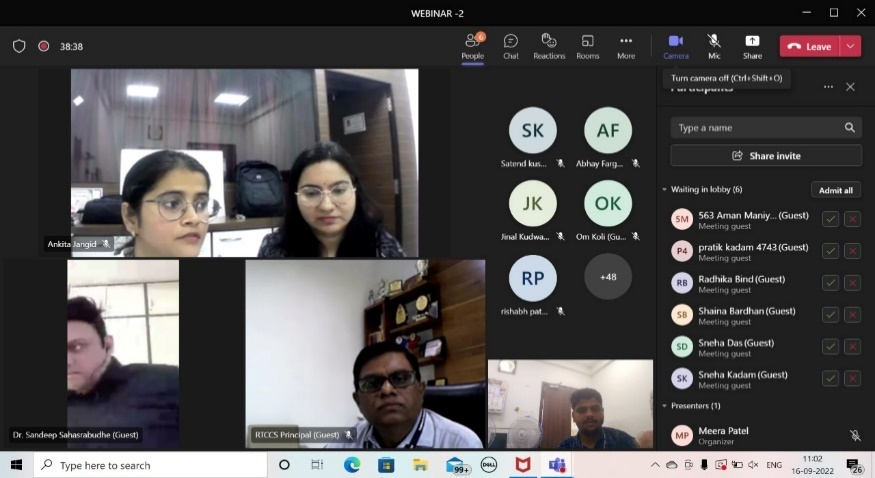 WEBINAR -2
38:38
6
People
Chat
Reactions
Rooms
More
Camera
Mic
Share
Leave
Turn camera off (Ctrl+Shift+O)
Participants
Type a name
Share invite
Waiting in lobby (6)
Admit all
SM
563 Aman Maniy... (Guest)
Meeting guest
P4
pratik kadam 4743 (Guest)
Meeting guest
RB
Radhika Bind (Guest)
Meeting guest
SB
Shaina Bardhan (Guest)
Meeting guest
SD
Sneha Das (Guest)
Meeting guest
SK
Sneha Kadam (Guest)
Meeting guest
Presenters (1)
MP
Meera Patel
Organizer
SK
AF
Satend kus...
Abhay Farg...
JK
OK
Jinal Kudwa...
Om Koli (Gu...
RP
+48
rishabh pat...
Ankita Jangid
Dr. Sandeep Sahasrabudhe (Guest)
RTCCS Principal (Guest)
Type here to search
99+
DELL
ENG
11:02
16-09-2022
26